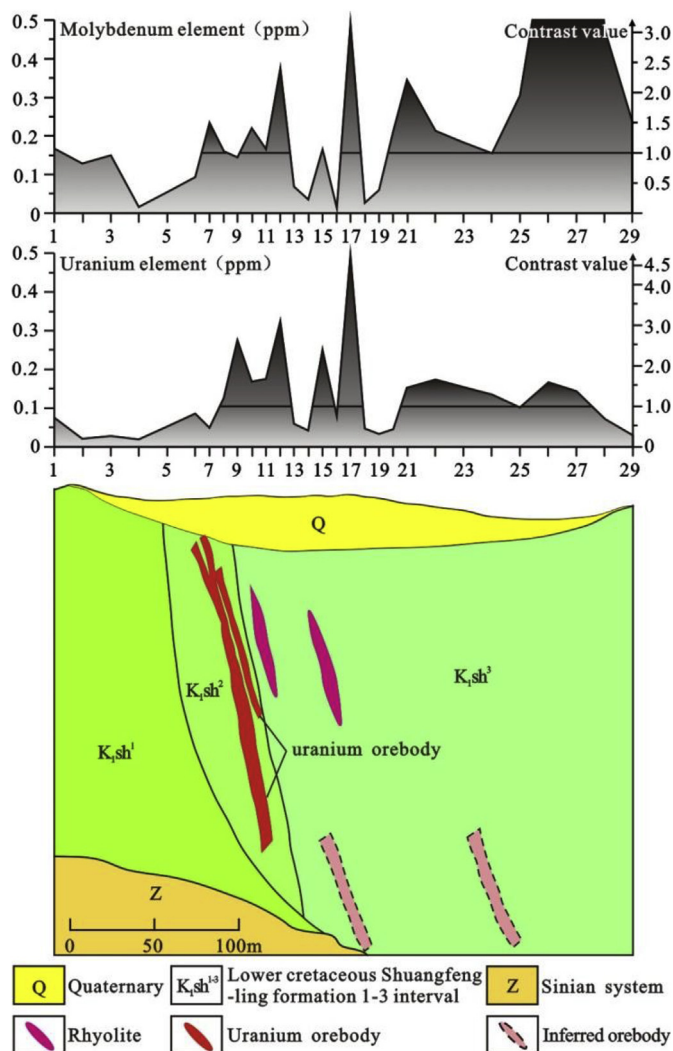 Molybdenum element (ppm) Contrast value
0.5 0.4 0.3 0.2 0.1 0
3.0 2.5 2.0 1.5 1.0 0.5
1 3 5 7 9 11 13 15 17 19 21 23 25 27 29
Uranium element (ppm) Contrast value
0.5 0.4 0.3 0.2 0.1 0
4.5 4.0 3.0 2.0 1.0 0
1 3 5 7 9 11 13 15 17 19 21 23 25 27 29
Q
K₁sh³
K₁sh²
uranium orebody
K₁sh¹
Z
0 50 100m
Q Quaternary
K₁sh¹⁻³ Lower cretaceous Shuangfeng
-ling formation 1-3 interval
Z Sinian system
Rhyolite
Uranium orebody
Inferred orebody